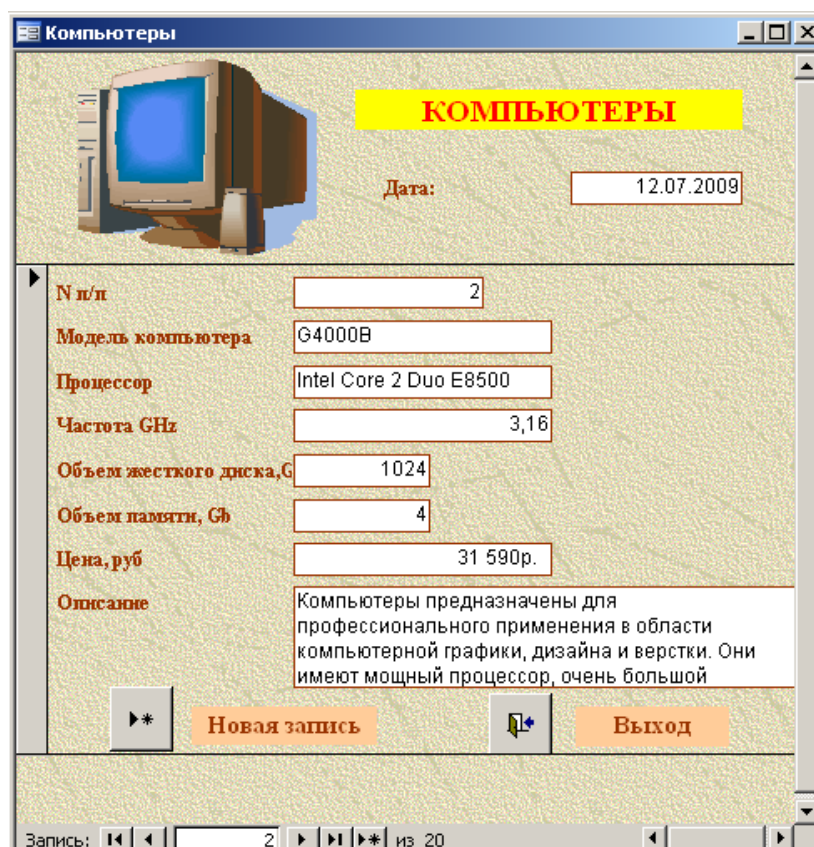 Компьютеры
КОМПЬЮТЕРЫ
Дата: 12.07.2009
N п/п 2
Модель компьютера G4000B
Процессор Intel Core 2 Duo E8500
Частота GHz 3,16
Объем жесткого диска,G 1024
Объем памяти, Gb 4
Цена, руб 31 590р.
Описание Компьютеры предназначены для
профессионального применения в области
компьютерной графики, дизайна и верстки. Они
имеют мощный процессор, очень большой
Новая запись Выход
Запись: 2 из 20